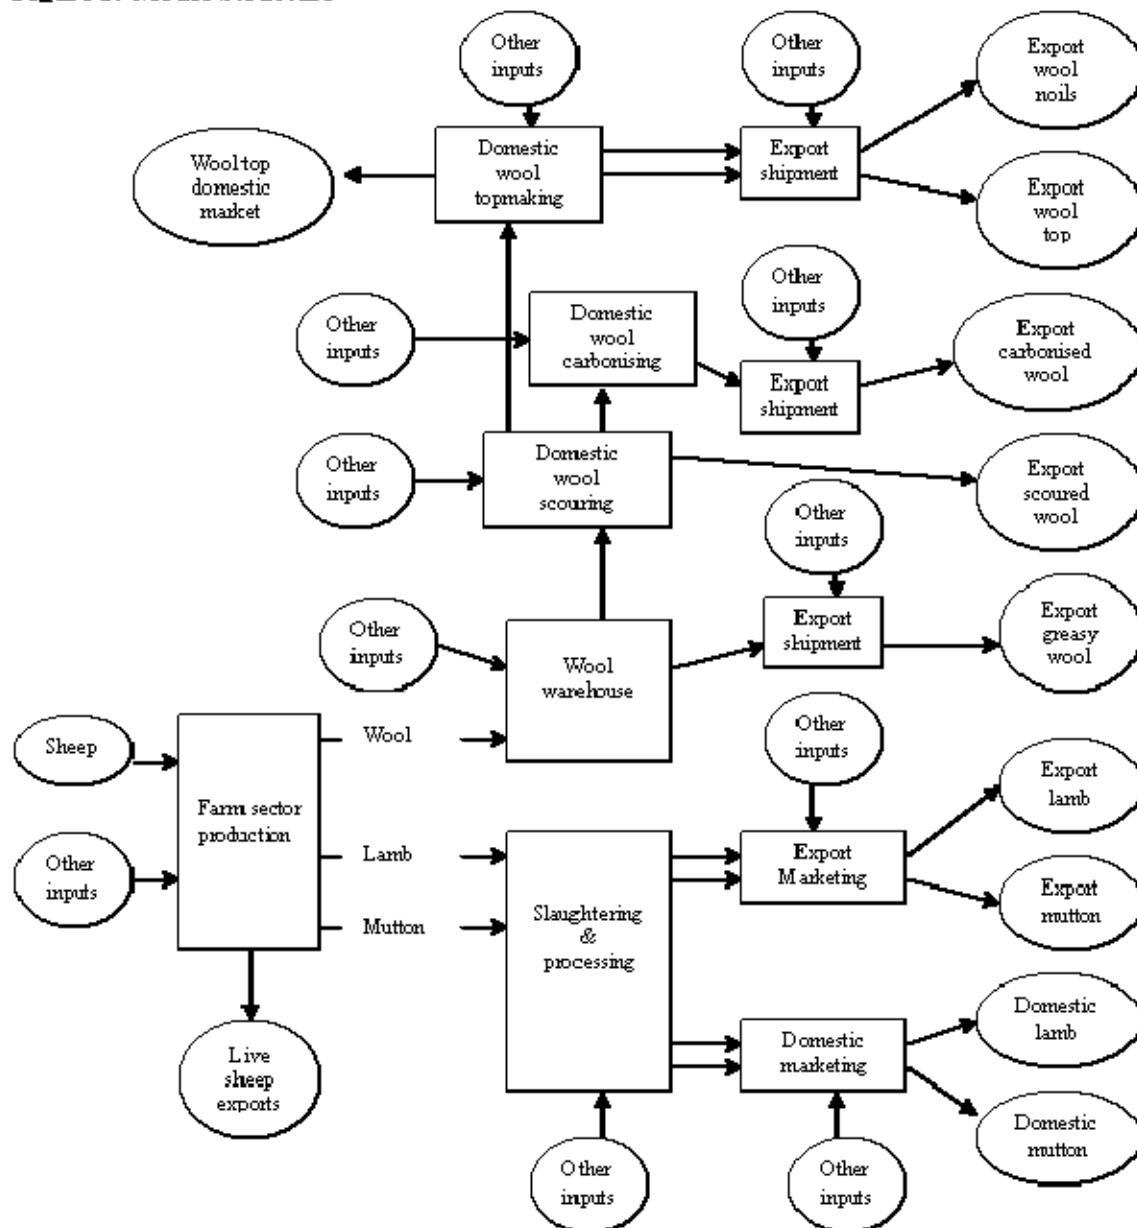 Other
inputs
Other
inputs
Export
wool
noils
Domestic
wool
topmaking
Export
shipment
Wool top
domestic
market
Export
wool
top
Other
inputs
Other
inputs
Domestic
wool
carbonising
Export
carbonised
wool
Export
shipment
Other
inputs
Domestic
wool
scouring
Export
scoured
wool
Other
inputs
Other
inputs
Wool
warehouse
Export
shipment
Export
greasy
wool
Sheep
Other
inputs
Farm sector
production
Wool
Lamb
Mutton
Other
inputs
Export
lamb
Export
Marketing
Export
mutton
Slaughtering
&
processing
Live
sheep
exports
Domestic
marketing
Domestic
lamb
Domestic
mutton
Other
inputs
Other
inputs